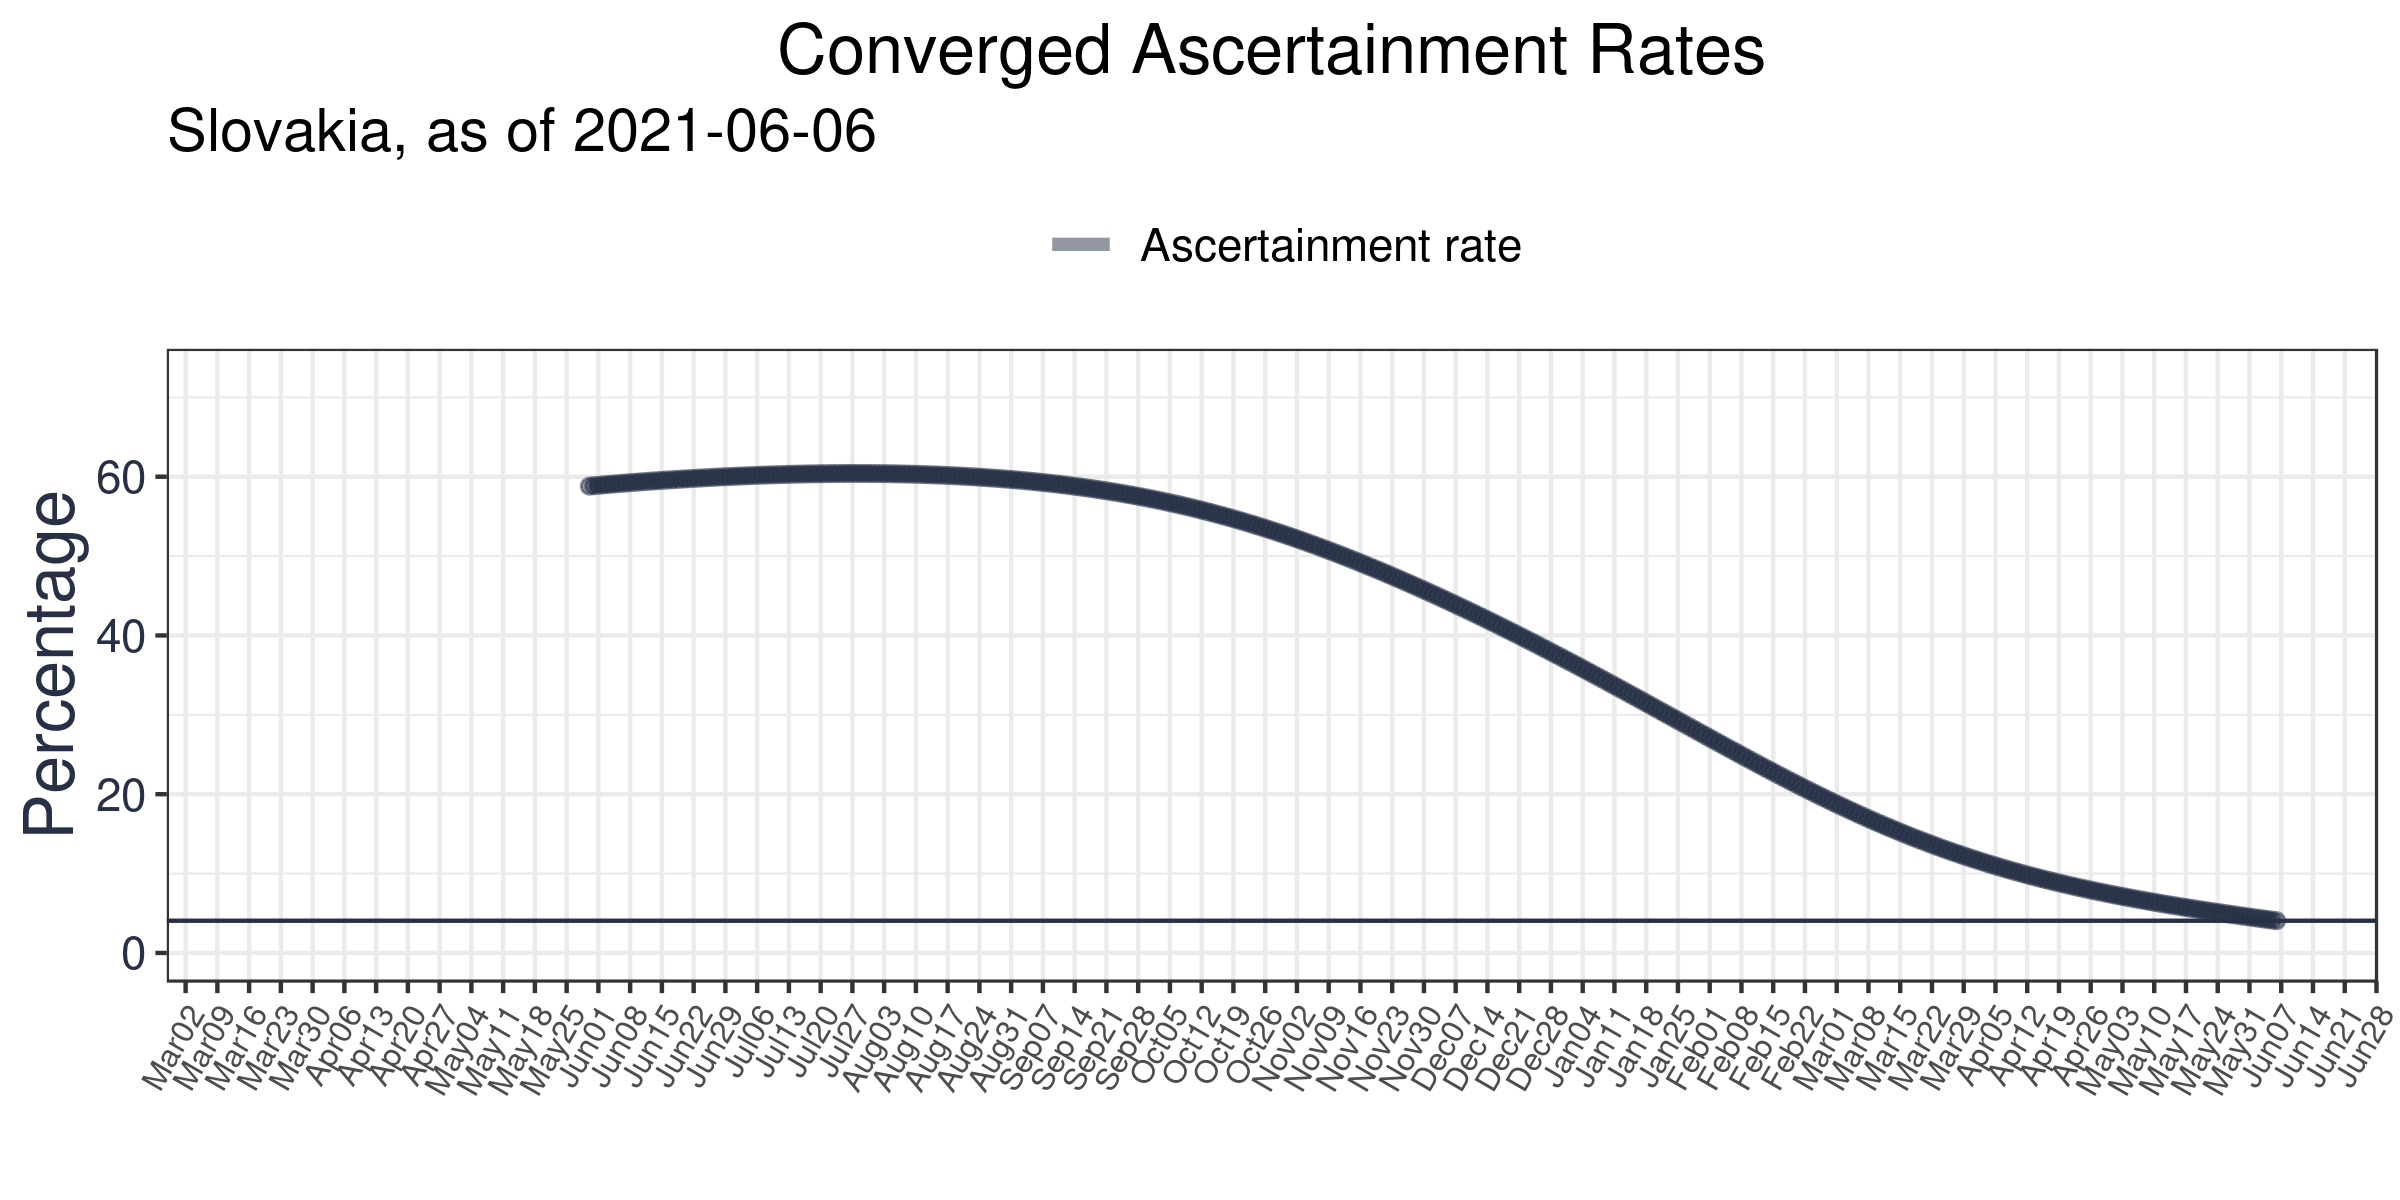 Converged Ascertainment Rates
Slovakia, as of 2021-06-06
Ascertainment rate
Percentage
60
40
20
0
Mar02
Mar09
Mar16
Mar23
Mar30
Apr06
Apr13
Apr20
Apr27
May04
May11
May18
May25
Jun01
Jun08
Jun15
Jun22
Jun29
Jul06
Jul13
Jul20
Jul27
Aug03
Aug10
Aug17
Aug24
Aug31
Sep07
Sep14
Sep21
Sep28
Oct05
Oct12
Oct19
Oct26
Nov02
Nov09
Nov16
Nov23
Nov30
Dec07
Dec14
Dec21
Dec28
Jan04
Jan11
Jan18
Jan25
Feb01
Feb08
Feb15
Feb22
Mar01
Mar08
Mar15
Mar22
Mar29
Apr05
Apr12
Apr19
Apr26
May03
May10
May17
May24
May31
Jun07
Jun14
Jun21
Jun28